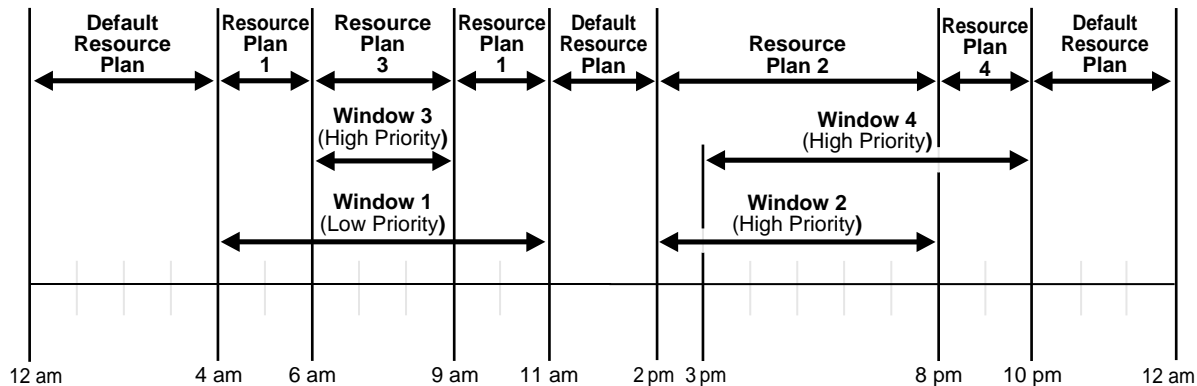 Default
Resource
Plan
Resource
Plan
1
Resource
Plan
3
Resource
Plan
1
Default
Resource
Plan
Resource
Plan 2
Resource
Plan
4
Default
Resource
Plan
Window 3
(High Priority)
Window 4
(High Priority)
Window 1
(Low Priority)
Window 2
(High Priority)
12 am
4 am
6 am
9 am
11 am
2 pm
3 pm
8 pm
10 pm
12 am